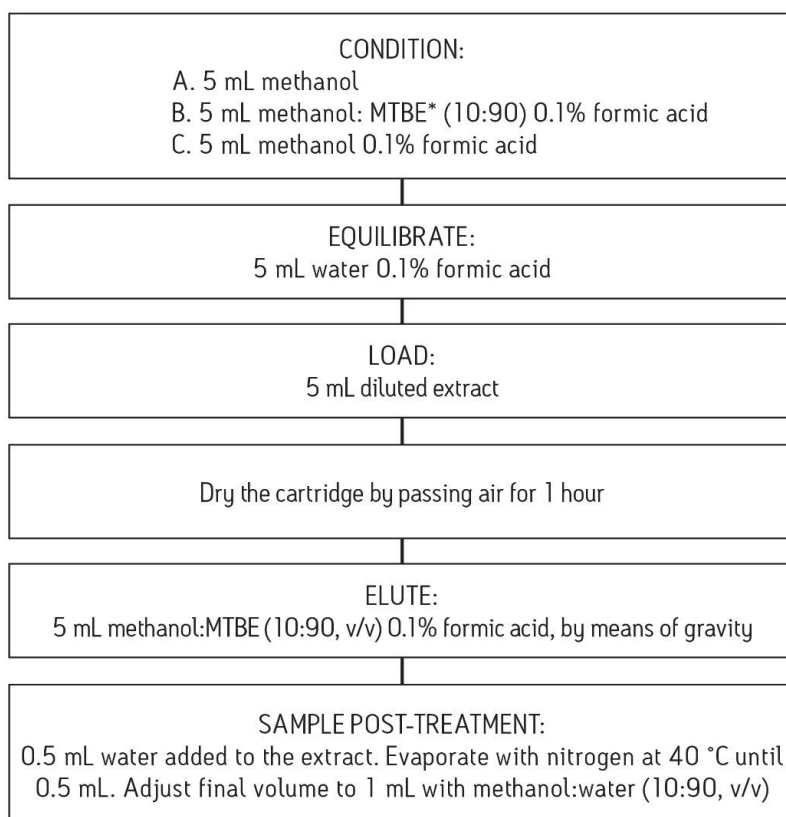 CONDITION:
A. 5 mL methanol
B. 5 mL methanol: MTBE* (10:90) 0.1% formic acid
C. 5 mL methanol 0.1% formic acid
EQUILIBRATE:
5 mL water 0.1% formic acid
LOAD:
5 mL diluted extract
Dry the cartridge by passing air for 1 hour
ELUTE:
5 mL methanol:MTBE (10:90, v/v) 0.1% formic acid, by means of gravity
SAMPLE POST-TREATMENT:
0.5 mL water added to the extract. Evaporate with nitrogen at 40 °C until
0.5 mL. Adjust final volume to 1 mL with methanol:water (10:90, v/v)